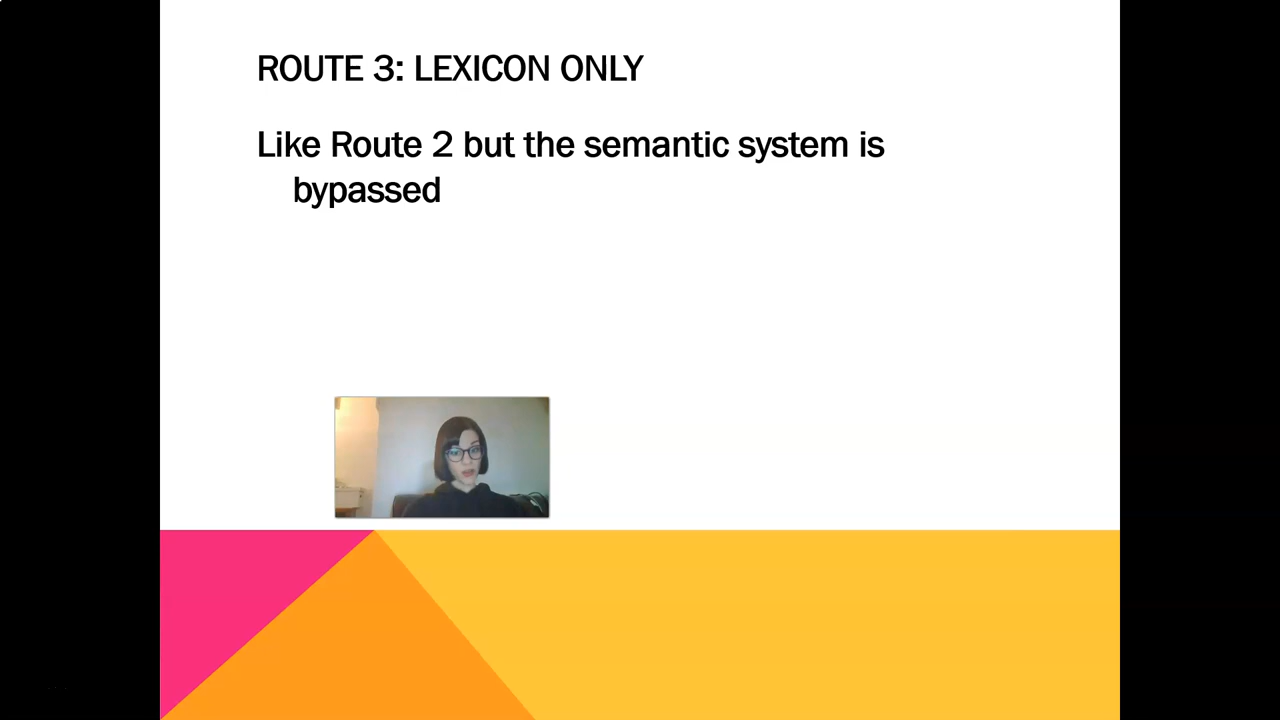 ROUTE 3: LEXICON ONLY
Like Route 2 but the semantic system is
bypassed